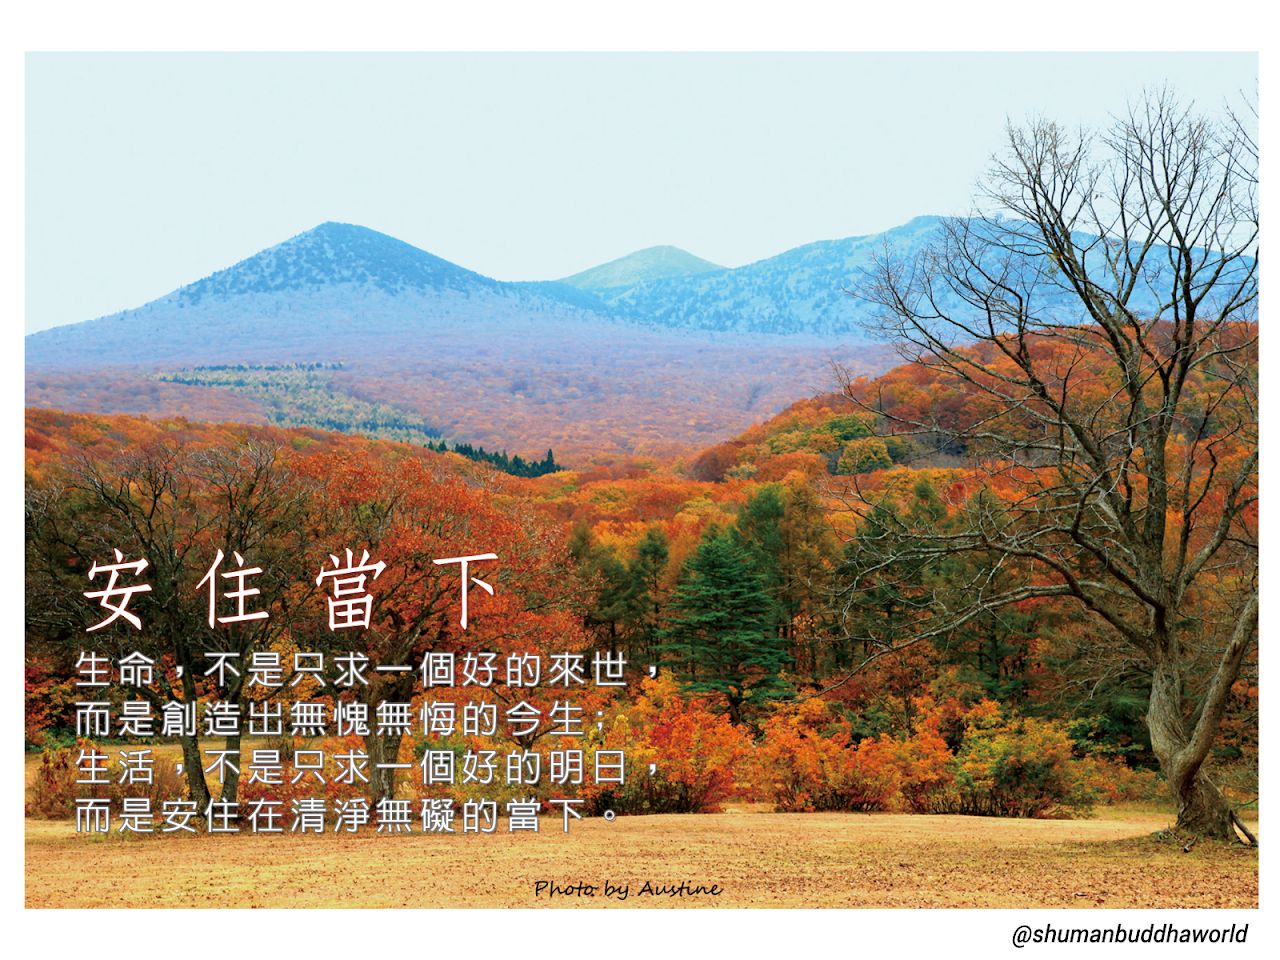 安住當下
生命，不是只求一個好的來世，
而是創造出無愧無悔的今生；
生活，不是只求一個好的明日，
而是安住在清淨無礙的當下。
Photo by Austine
@shumanbuddhaworld